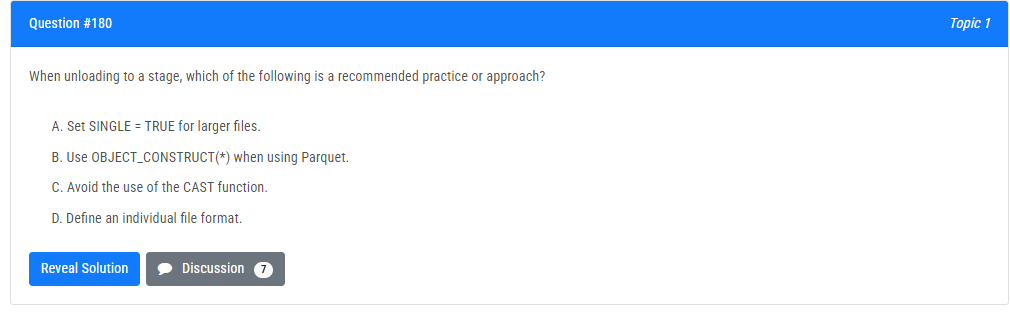 Question #180
Topic 1
When unloading to a stage, which of the following is a recommended practice or approach?
A. Set SINGLE = TRUE for larger files.
B. Use OBJECT_CONSTRUCT(*) when using Parquet.
C. Avoid the use of the CAST function.
D. Define an individual file format.
Reveal Solution
Discussion 7